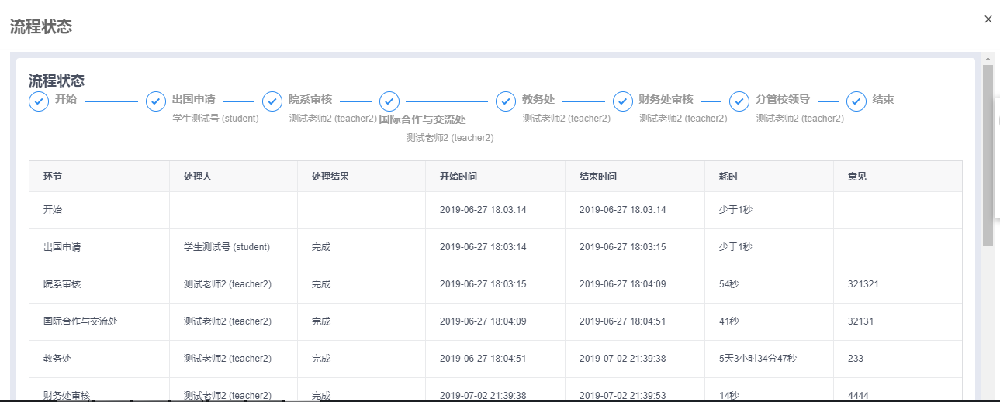 流程状态
流程状态
开始 出国申请 院系审核 教务处 财务处审核 分管校领导 结束
学生测试号 (student) 测试老师2 (teacher2) 国际合作与交流处 测试老师2 (teacher2) 测试老师2 (teacher2) 测试老师2 (teacher2)
测试老师2 (teacher2)
环节 处理人 处理结果 开始时间 结束时间 耗时 意见
开始 2019-06-27 18:03:14 2019-06-27 18:03:14 少于1秒
出国申请 学生测试号 (student) 完成 2019-06-27 18:03:14 2019-06-27 18:03:15 少于1秒
院系审核 测试老师2 (teacher2) 完成 2019-06-27 18:03:15 2019-06-27 18:04:09 54秒 321321
国际合作与交流处 测试老师2 (teacher2) 完成 2019-06-27 18:04:09 2019-06-27 18:04:51 41秒 32131
教务处 测试老师2 (teacher2) 完成 2019-06-27 18:04:51 2019-07-02 21:39:38 5天3小时34分47秒 233
财务处审核 测试老师2 (teacher2) 完成 2019-07-02 21:39:38 2019-07-02 21:39:53 14秒 4444